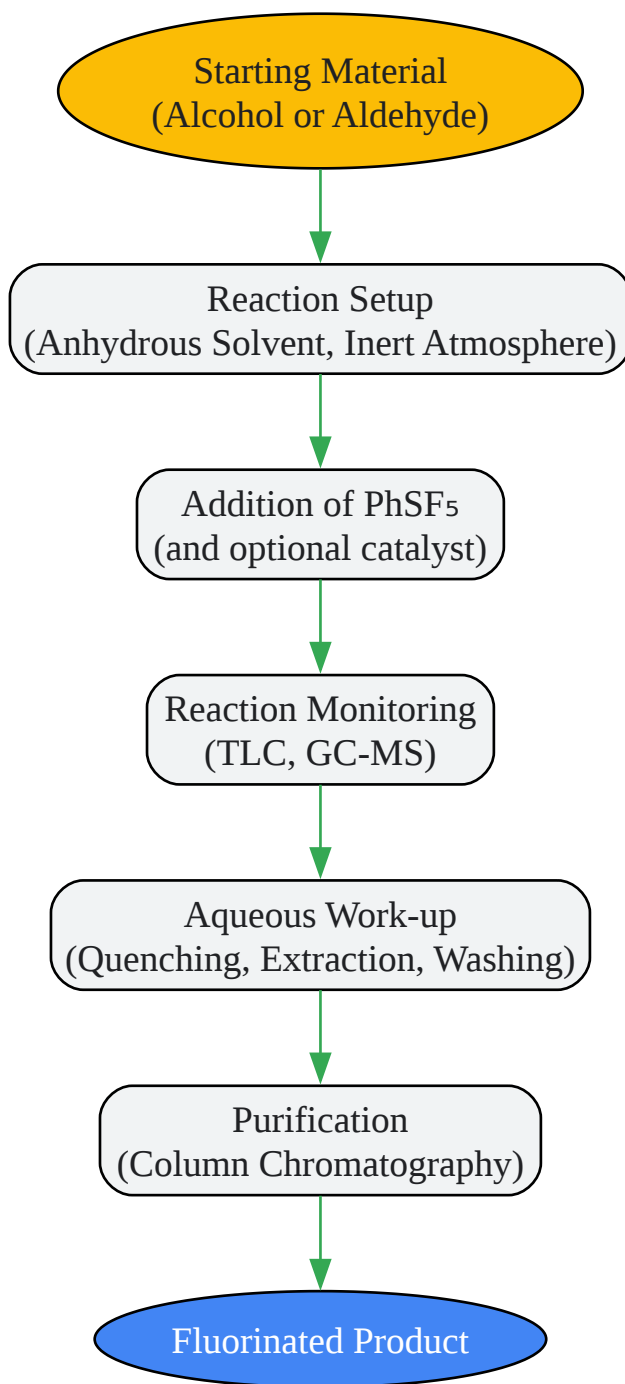 Starting Material
(Alcohol or Aldehyde)
Reaction Setup
(Anhydrous Solvent, Inert Atmosphere)
Addition of PhSF₅
(and optional catalyst)
Reaction Monitoring
(TLC, GC-MS)
Aqueous Work-up
(Quenching, Extraction, Washing)
Purification
(Column Chromatography)
Fluorinated Product